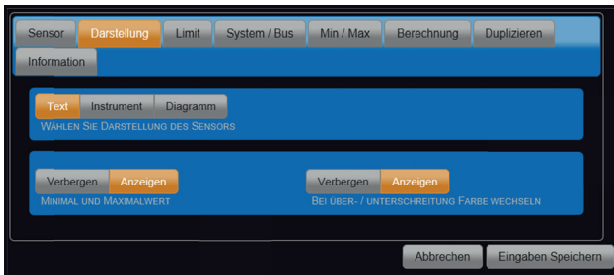 Sensor Darstellung Limit System / Bus Min / Max Berechnung Duplizieren
Information
Text Instrument Diagramm
WÄHLEN SIE DARSTELLUNG DES SENSORS
Verbergen Anzeigen Verbergen Anzeigen
MINIMAL UND MAXIMALWERT BEI ÜBER- / UNTERSCHREITUNG FARBE WECHSELN
Abbrechen Eingaben Speichern